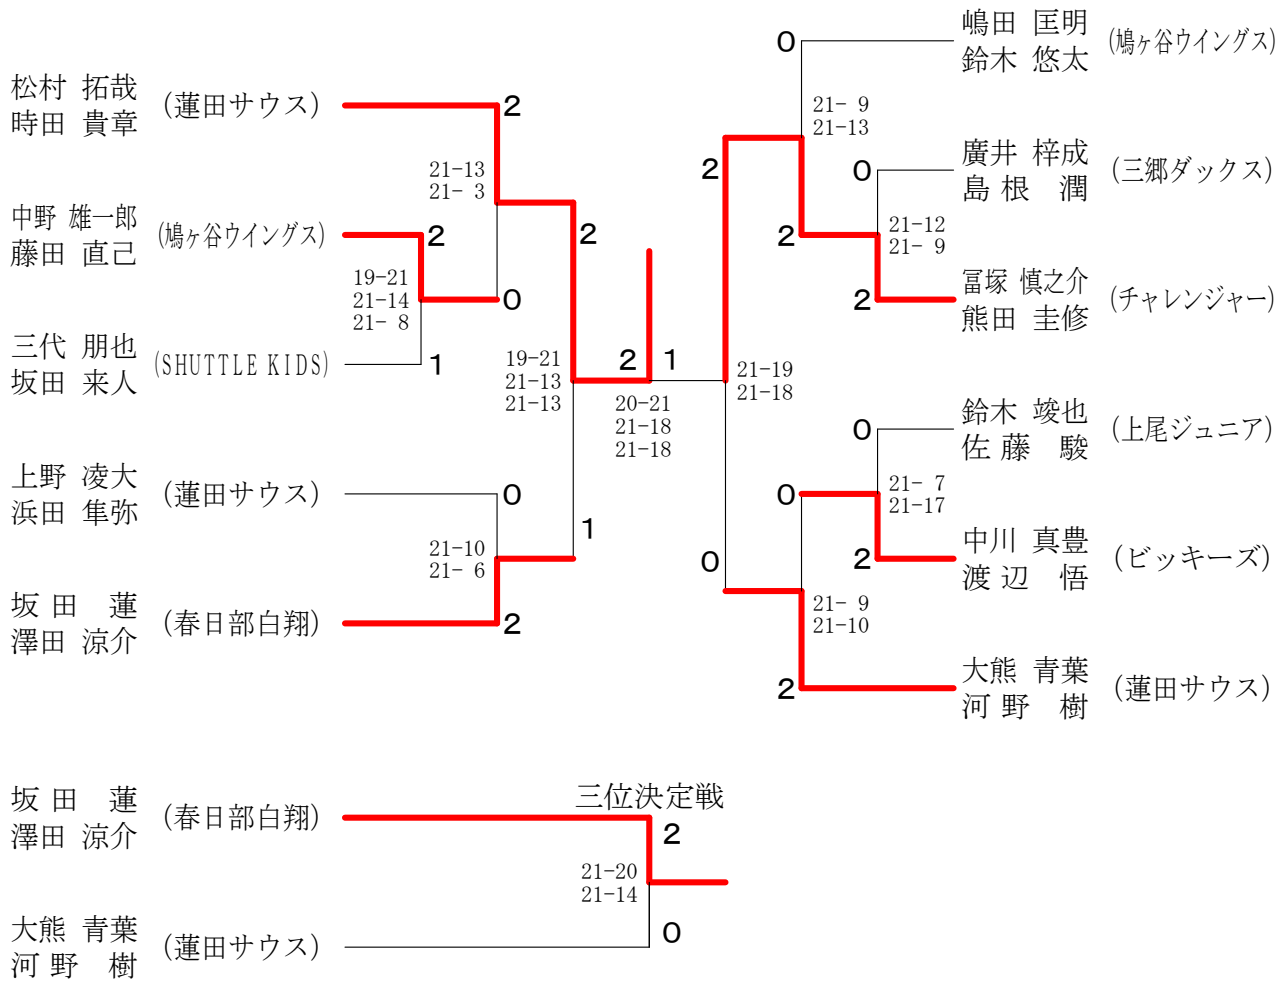 松村 拓哉
時田 貴章
(蓮田サウス)
2
21-13
21- 3
中野 雄一郎
藤田 直己
(鳩ヶ谷ウイングス)
2
0
19-21
21-14
21- 8
三代 朋也
坂田 来人
(SHUTTLE KIDS)
1
2
19-21
21-13
21-13
上野 凌大
浜田 隼弥
(蓮田サウス)
0
21-10
21- 6
1
坂田 蓮
澤田 涼介
(春日部白翔)
2
2
1
20-21
21-18
21-18
嶋田 匡明
鈴木 悠太
(鳩ヶ谷ウイングス)
0
21- 9
21-13
2
廣井 梓成
島根 潤
(三郷ダックス)
0
21-12
21- 9
2
冨塚 慎之介
熊田 圭修
(チャレンジャー)
2
21-19
21-18
鈴木 竣也
佐藤 駿
(上尾ジュニア)
0
21- 7
21-17
0
中川 真豊
渡辺 悟
(ビッキーズ)
2
0
21- 9
21-10
大熊 青葉
河野 樹
(蓮田サウス)
2
三位決定戦
坂田 蓮
澤田 涼介
(春日部白翔)
2
21-20
21-14
大熊 青葉
河野 樹
(蓮田サウス)
0